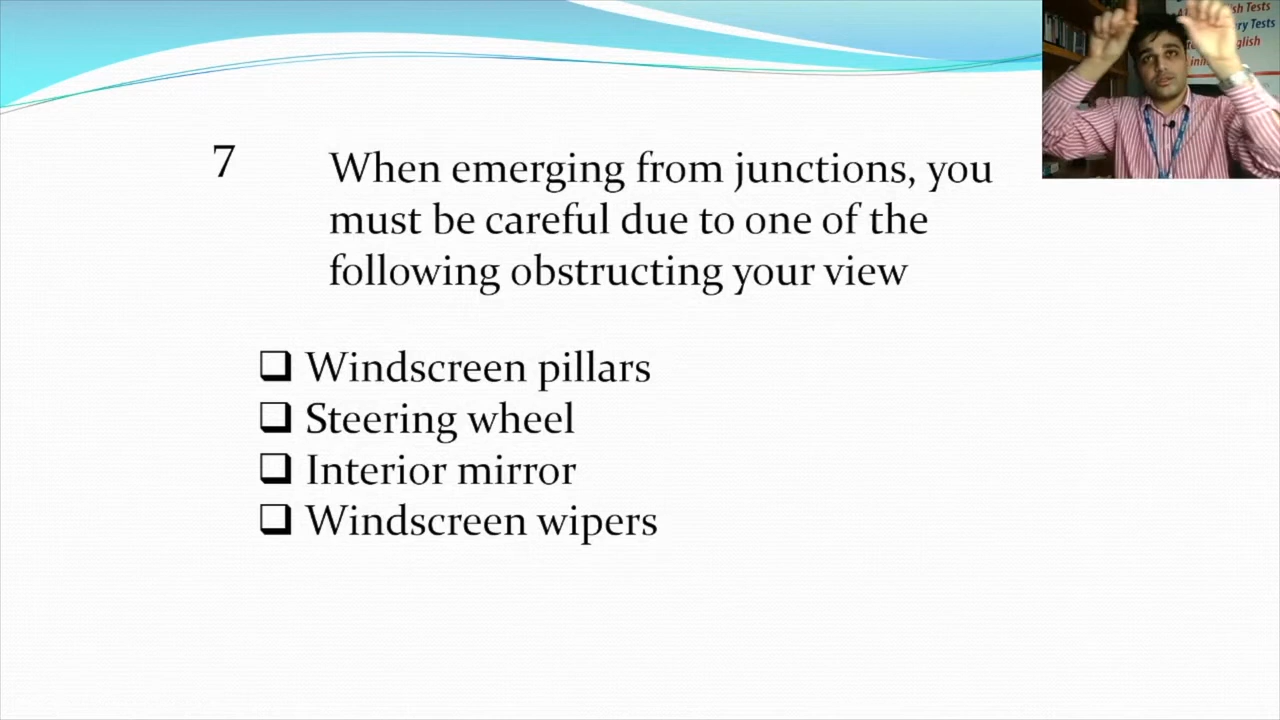 Tests
7
When emerging from junctions, you
must be careful due to one of the
following obstructing your view
Windscreen pillars
Steering wheel
Interior mirror
Windscreen wipers